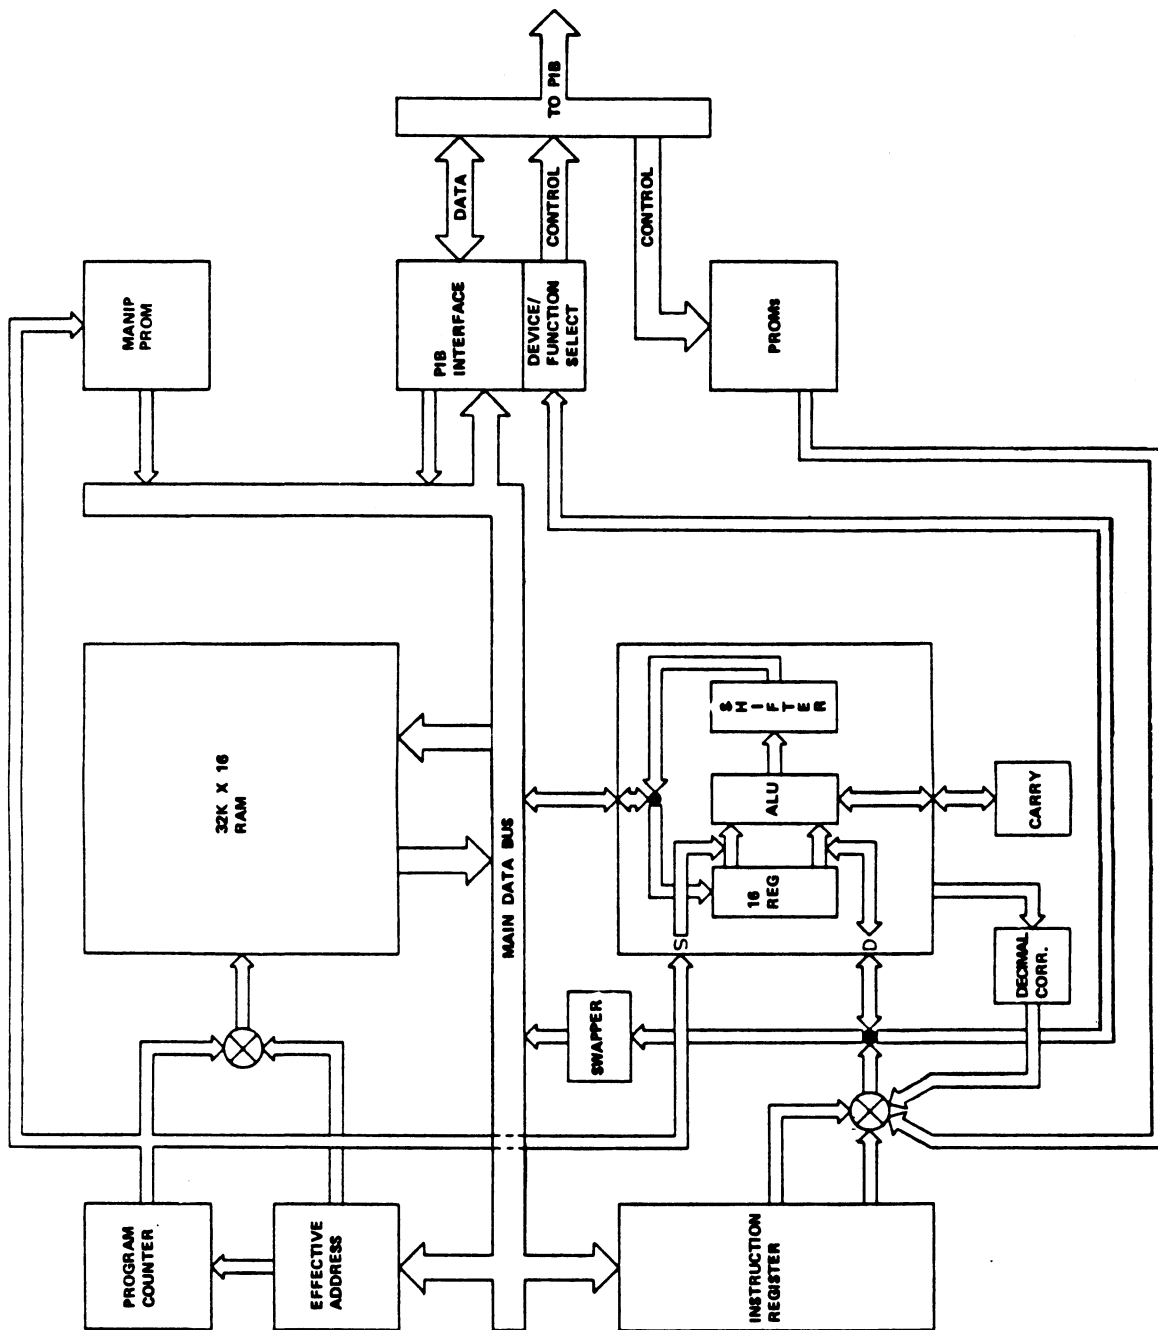 PROGRAM
COUNTER
EFFECTIVE
ADDRESS
INSTRUCTION
REGISTER
32K X 16
RAM
MAIN DATA BUS
SWAPPER
S
D
16
REG
ALU
SHIFTER
CARRY
DECIMAL
CORR.
MANIP
PROM
PIB
INTERFACE
DEVICE/
FUNCTION
SELECT
PROMs
DATA
CONTROL
CONTROL
TO PIB